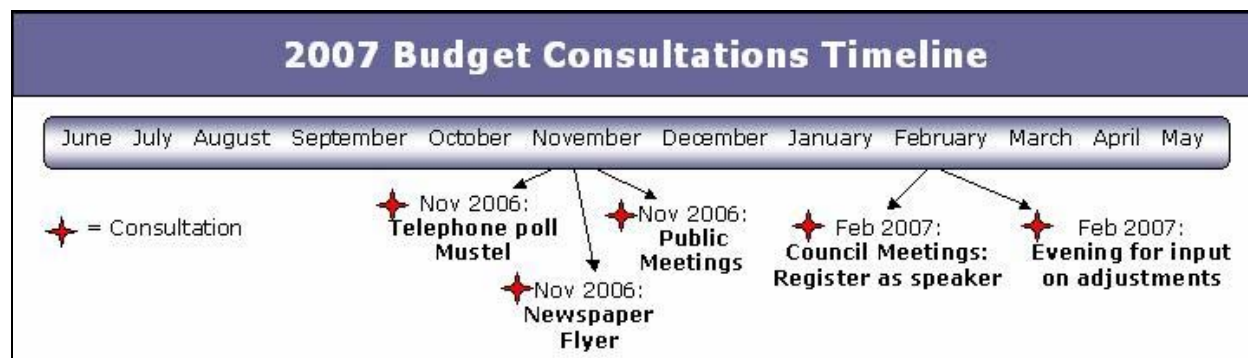 2007 Budget Consultations Timeline
June July August September October November December January February March April May
= Consultation
Nov 2006:
Telephone poll
Mustel
Nov 2006:
Newspaper
Flyer
Nov 2006:
Public
Meetings
Feb 2007:
Council Meetings:
Register as speaker
Feb 2007:
Evening for input
on adjustments